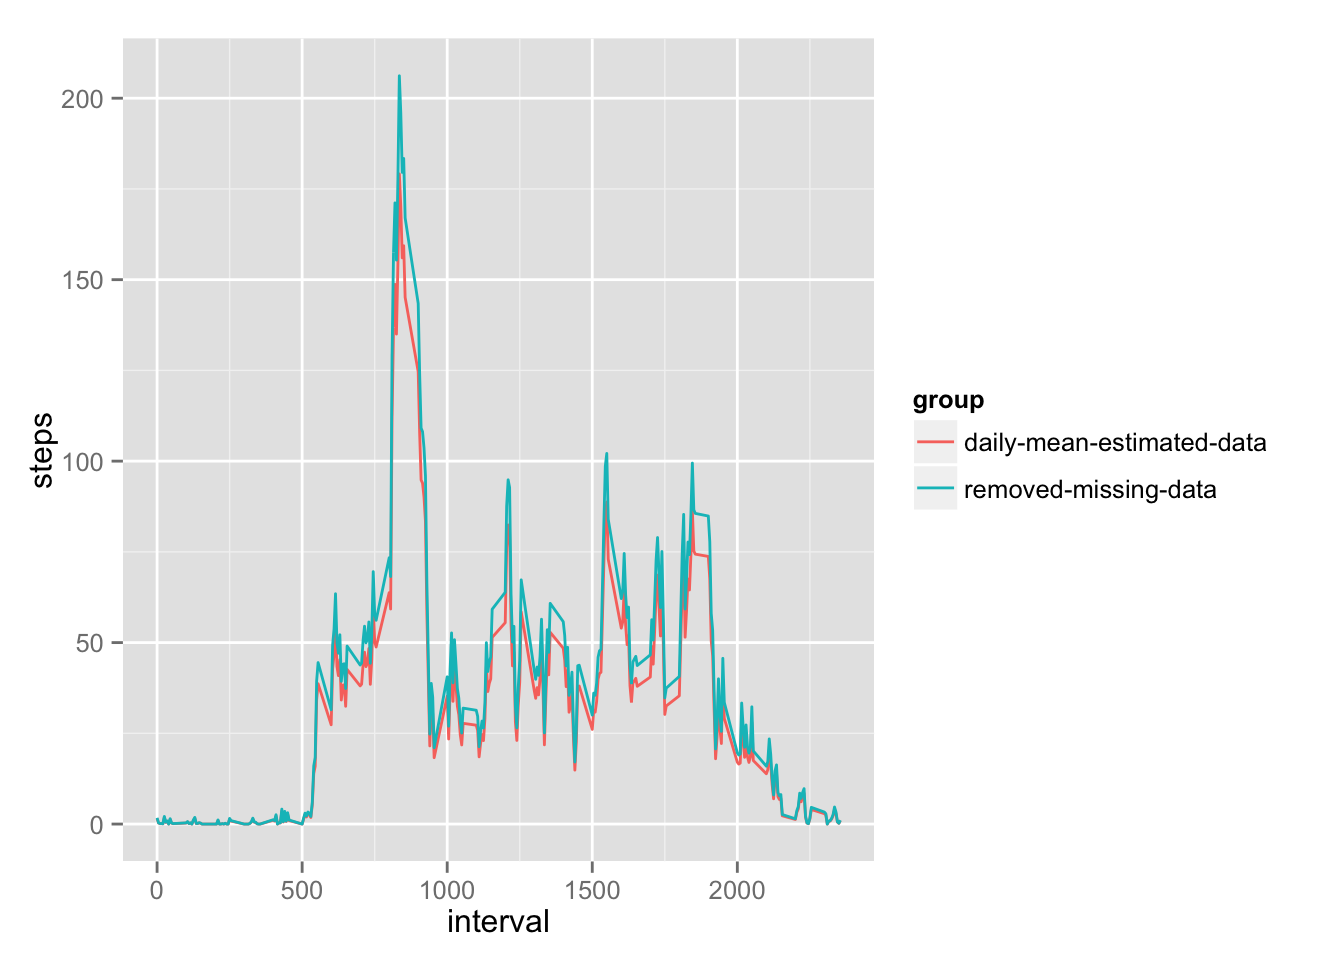 200
150
100
50
0
steps
0 500 1000 1500 2000
interval
group
daily-mean-estimated-data
removed-missing-data